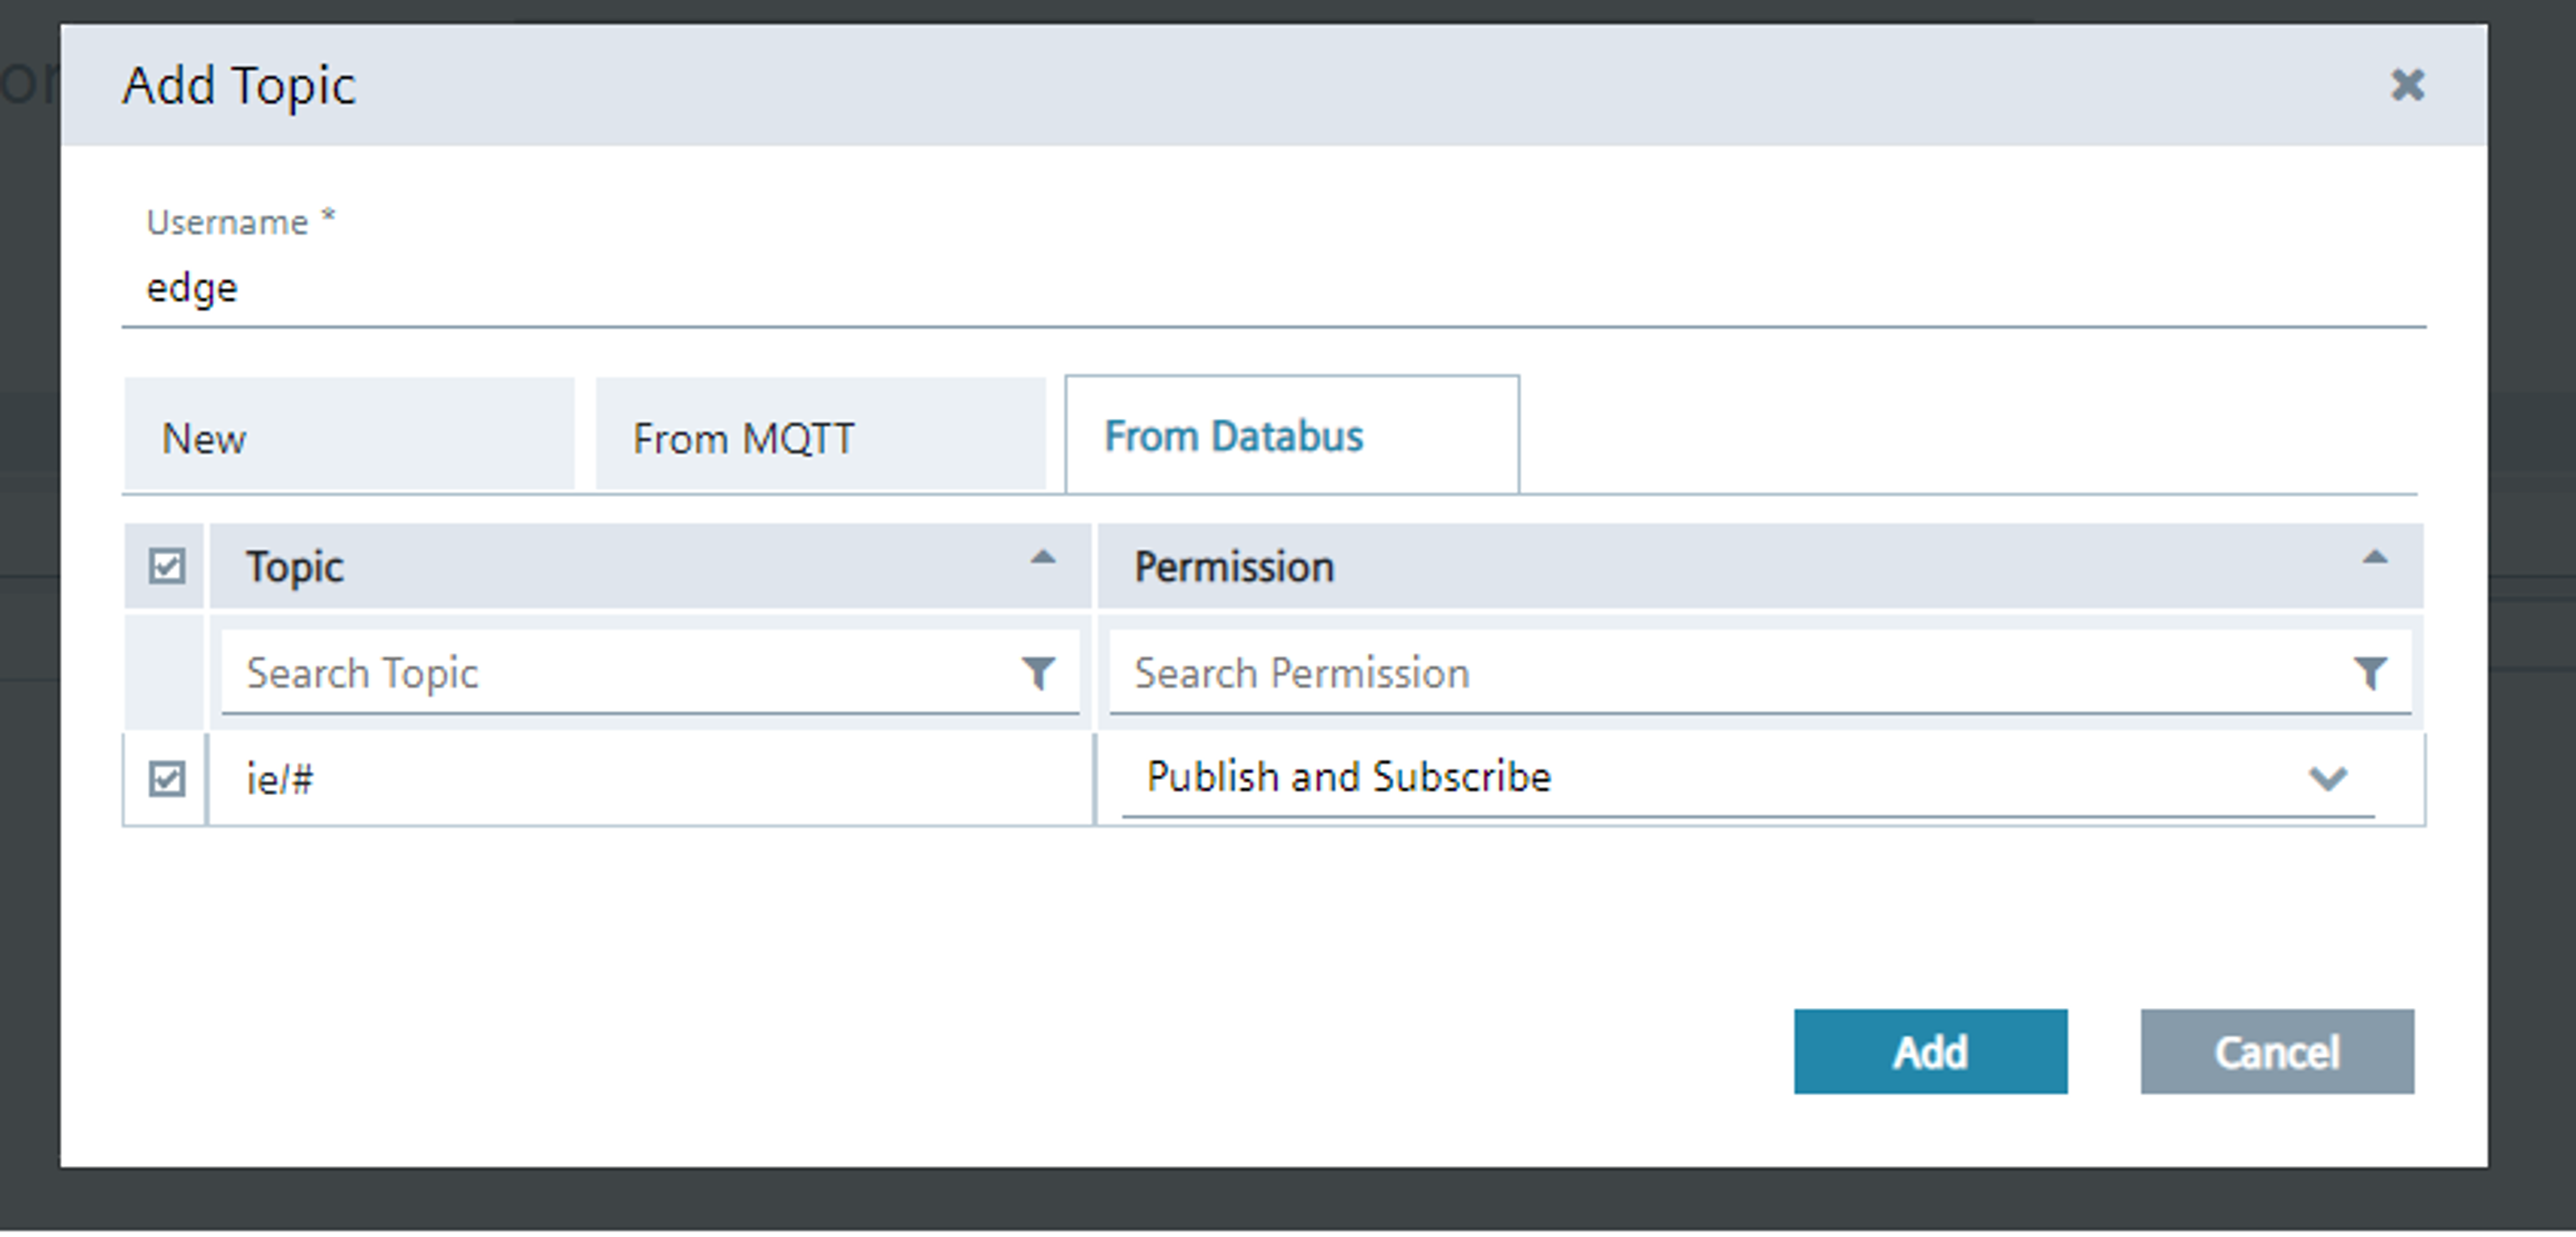 Add Topic
Username *
edge
New
From MQTT
From Databus
Topic
Permission
Search Topic
Search Permission
ie/#
Publish and Subscribe
Add
Cancel